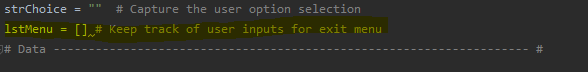 strChoice = ""  # Capture the user option selection
lstMenu = [] # Keep track of user inputs for exit menu
# Data ---------------------------------------------------------------- #